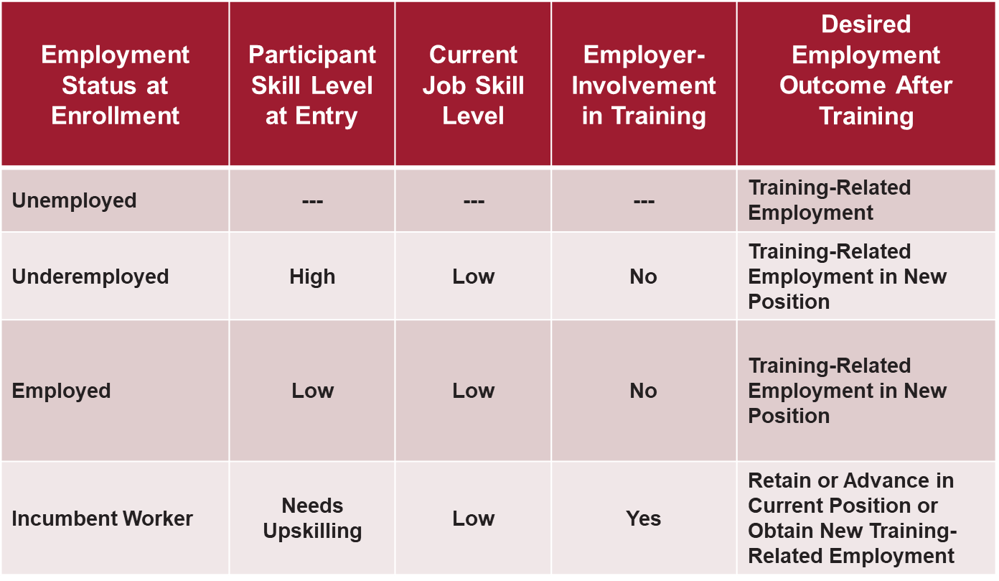 Employment
Status at
Enrollment
Participant
Skill Level
at Entry
Current
Job Skill
Level
Employer-
Involvement
in Training
Desired
Employment
Outcome After
Training
Unemployed
---
---
---
Training-Related
Employment
Underemployed
High
Low
No
Training-Related
Employment in New
Position
Employed
Low
Low
No
Training-Related
Employment in New
Position
Incumbent Worker
Needs
Upskilling
Low
Yes
Retain or Advance in
Current Position or
Obtain New Training-
Related Employment